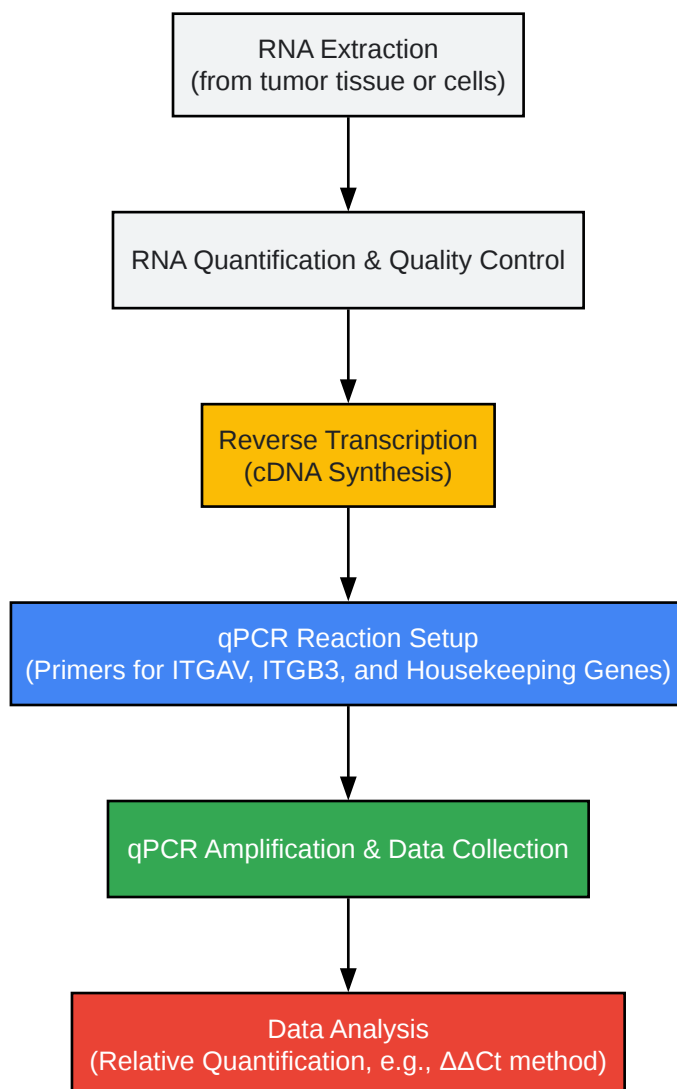 RNA Extraction
(from tumor tissue or cells)
RNA Quantification & Quality Control
Reverse Transcription
(cDNA Synthesis)
qPCR Reaction Setup
(Primers for ITGAV, ITGB3, and Housekeeping Genes)
qPCR Amplification & Data Collection
Data Analysis
(Relative Quantification, e.g., ΔΔCt method)